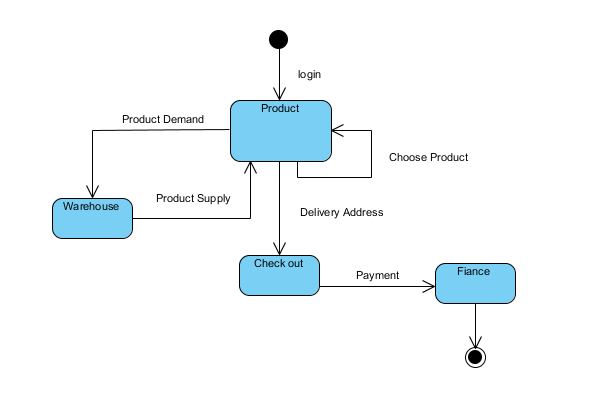 login
Product
Product Demand
Choose Product
Product Supply
Warehouse
Delivery Address
Check out
Payment
Fiance